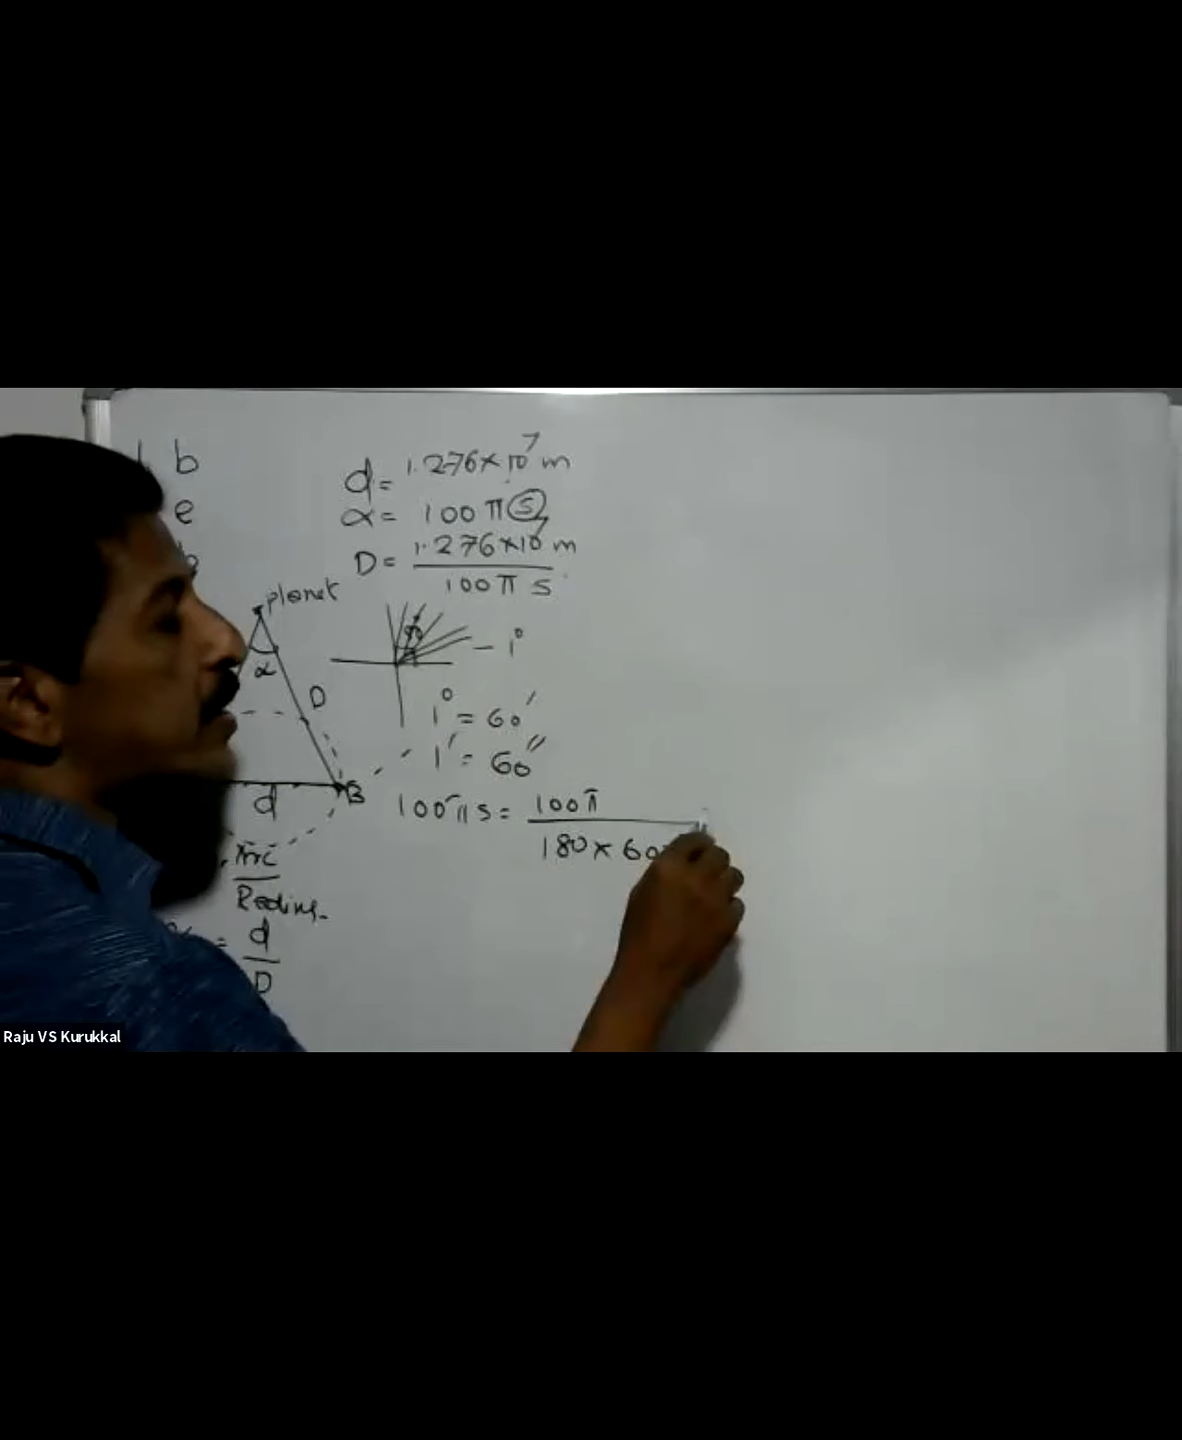 b
e
d = 1.276×10⁷ m
α = 100 π S
D = 1.276×10⁷ m / 100 π S
planet
α
D
1°
1° = 60′
1′ = 60″
d
B
100 π S = 100 π / 180 × 60
Arc / Radius.
= d / D
Raju VS Kurukkal